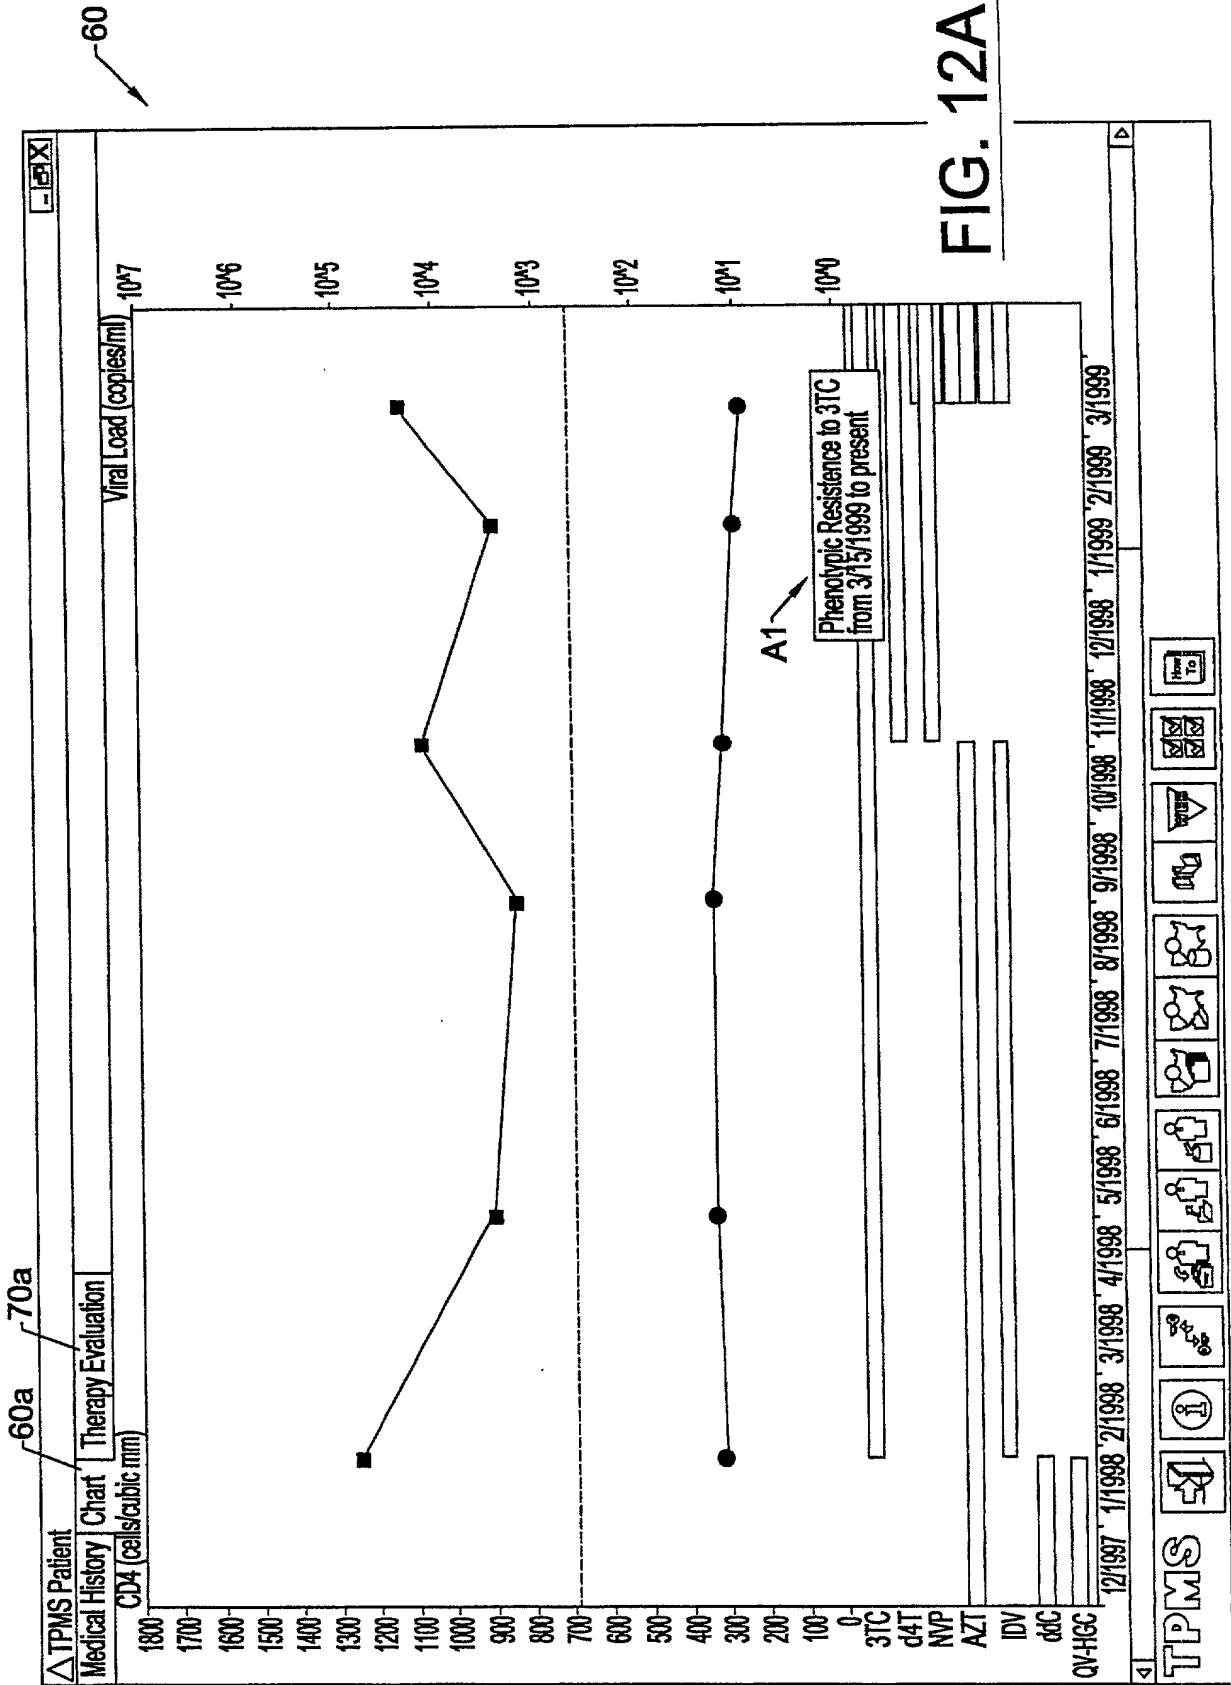 60
60a
70a
TPMS Patient
Medical History Chart Therapy Evaluation
CD4 (cells/cubic mm)
Viral Load (copies/ml)
1800
1700
1600
1500
1400
1300
1200
1100
1000
900
800
700
600
500
400
300
200
100
0
10^7
10^6
10^5
10^4
10^3
10^2
10^1
10^0
3TC
d4T
NVP
AZT
IDV
ddC
QV-HGC
A1
Phenotypic Resistence to 3TC
from 3/15/1999 to present
12/1997 1/1998 2/1998 3/1998 4/1998 5/1998 6/1998 7/1998 8/1998 9/1998 10/1998 11/1998 12/1998 1/1999 2/1999 3/1999
TPMS
i
WEB
How
To
FIG. 12A